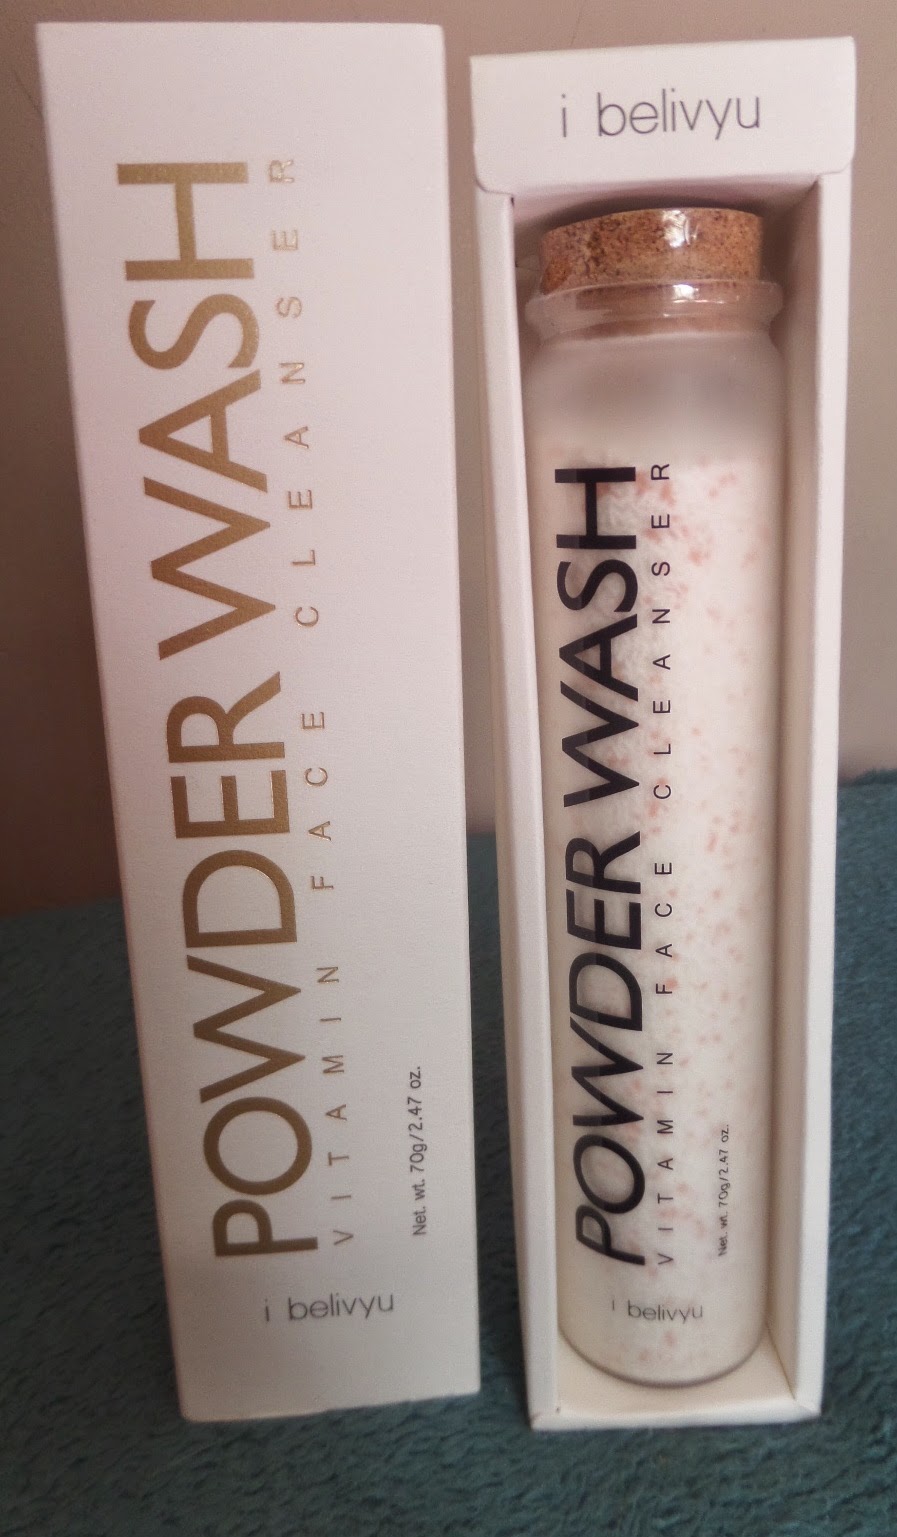 POWDER WASH
VITAMIN FACE CLEANSER
Net. wt. 70g/2.47 oz.
i belivyu
i belivyu
POWDER WASH
VITAMIN FACE CLEANSER
Net. wt. 70g/2.47 oz.
i belivyu